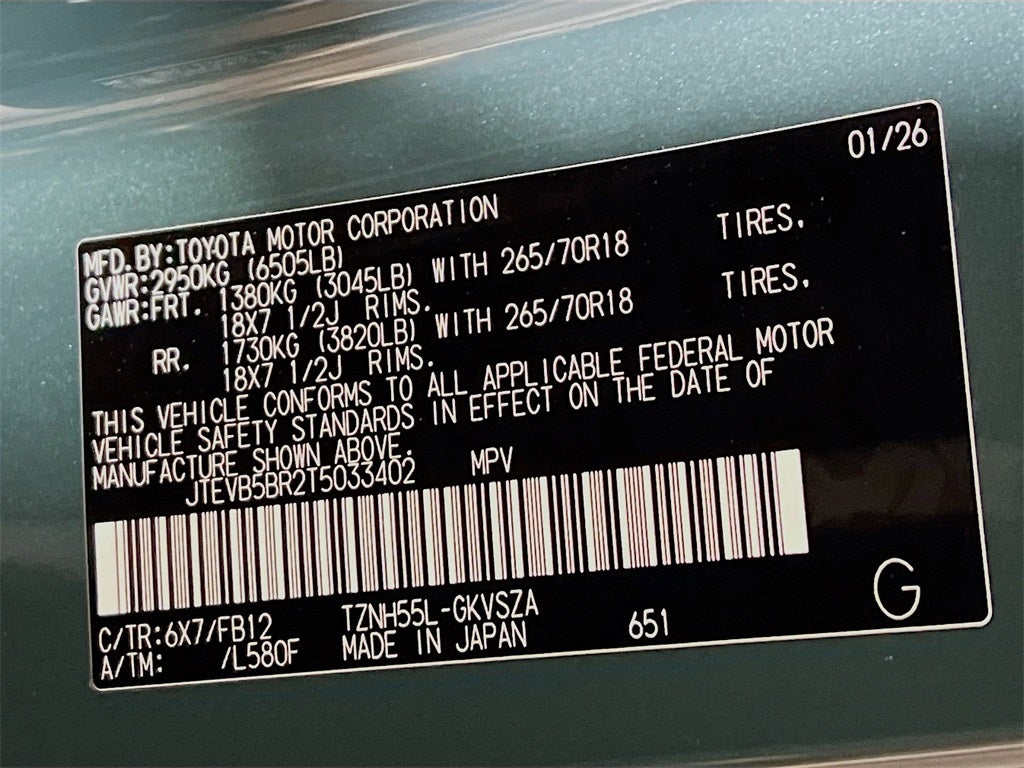 01/26
MFD.BY:TOYOTA MOTOR CORPORATION
GVWR:2950KG (6505LB)
GAWR:FRT. 1380KG (3045LB) WITH 265/70R18 TIRES,
18X7 1/2J RIMS.
RR. 1730KG (3820LB) WITH 265/70R18 TIRES,
18X7 1/2J RIMS.
THIS VEHICLE CONFORMS TO ALL APPLICABLE FEDERAL MOTOR
VEHICLE SAFETY STANDARDS IN EFFECT ON THE DATE OF
MANUFACTURE SHOWN ABOVE.
JTEVB5BR2T5033402 MPV
C/TR:6X7/FB12 TZNH55L-GKVSZA
A/TM: /L580F MADE IN JAPAN 651 G